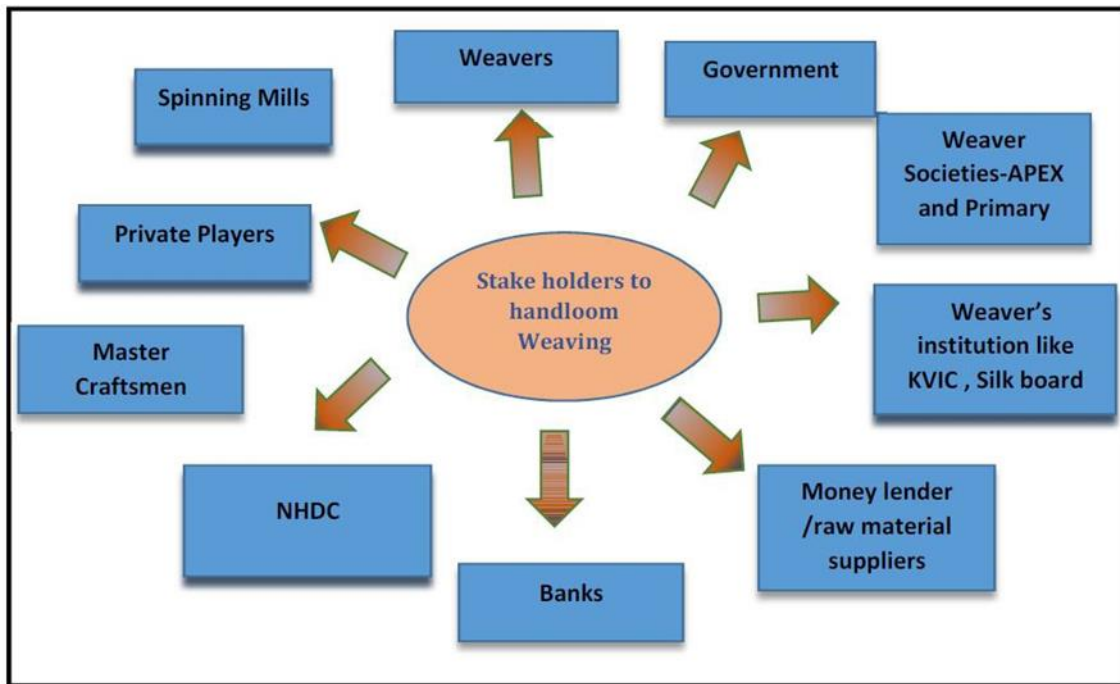 Weavers
Government
Spinning Mills
Weaver
Societies-APEX
and Primary
Private Players
Stake holders to
handloom
Weaving
Weaver’s
institution like
KVIC , Silk board
Master
Craftsmen
NHDC
Money lender
/raw material
suppliers
Banks